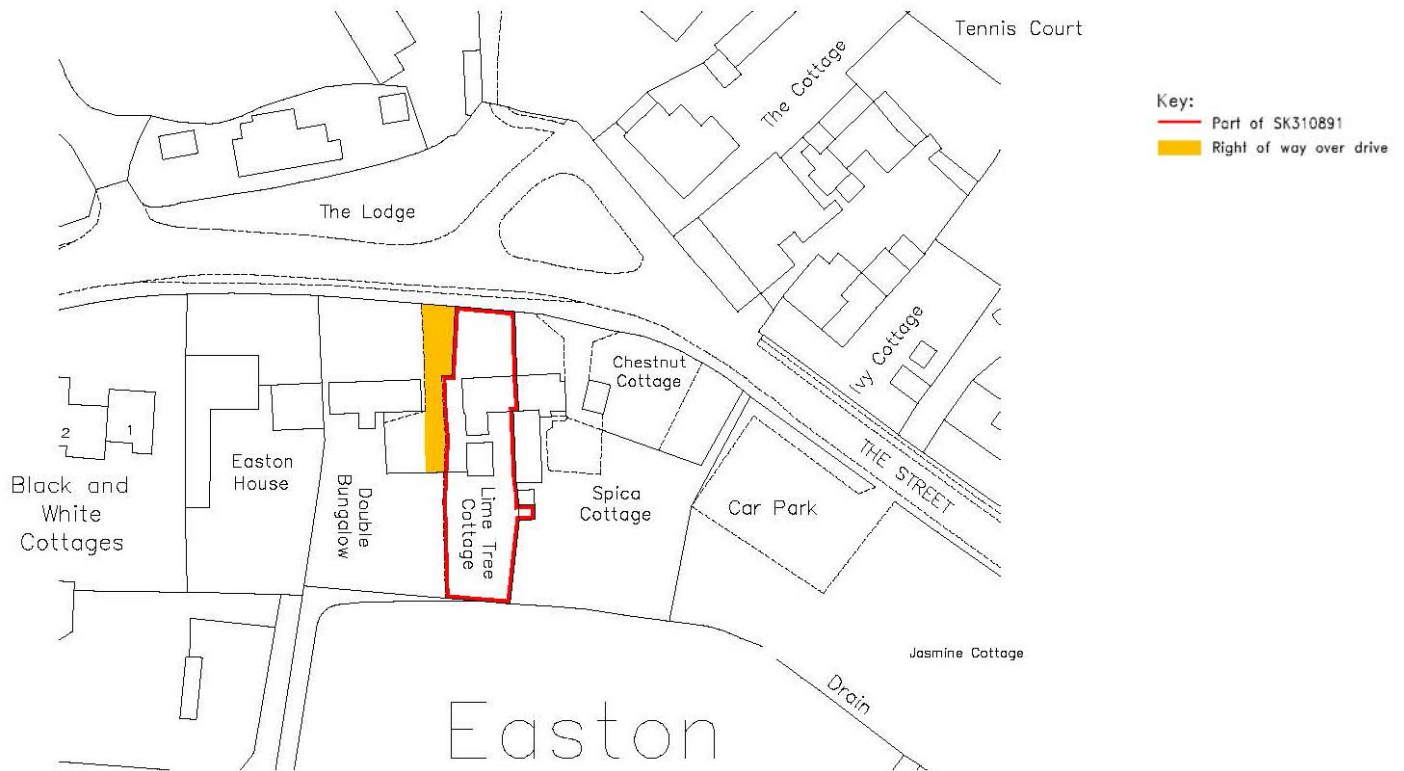 Tennis Court
The Cottage
Key:
Part of SK310891
Right of way over drive
The Lodge
Ivy Cottage
Chestnut
Cottage
2
1
Easton
House
THE STREET
Black and
White
Cottages
Double
Bungalow
Lime Tree
Cottage
Spica
Cottage
Car Park
Jasmine Cottage
Drain
Easton